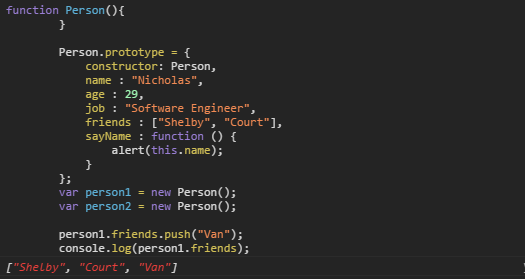 function Person(){
        }

        Person.prototype = {
            constructor: Person,
            name : "Nicholas",
            age : 29,
            job : "Software Engineer",
            friends : ["Shelby", "Court"],
            sayName : function () {
                alert(this.name);
            }
        };
        var person1 = new Person();
        var person2 = new Person();

        person1.friends.push("Van");
        console.log(person1.friends);
["Shelby", "Court", "Van"]